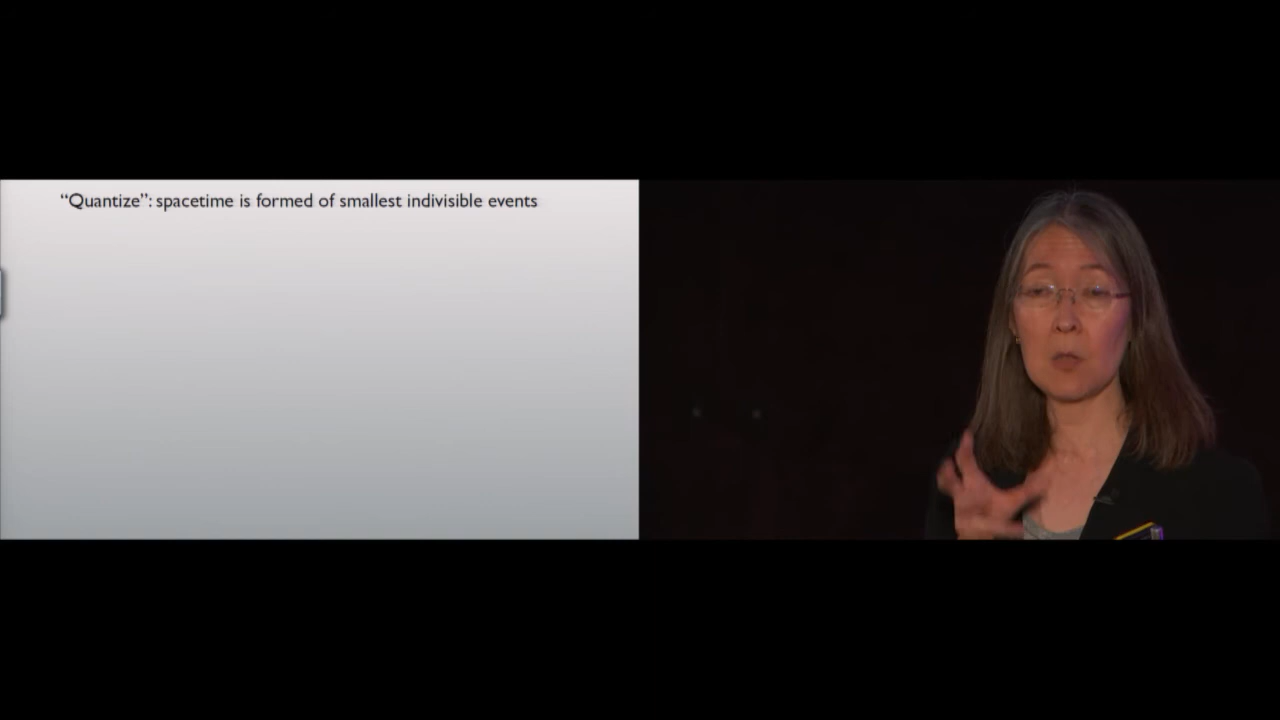 “Quantize”: spacetime is formed of smallest indivisible events